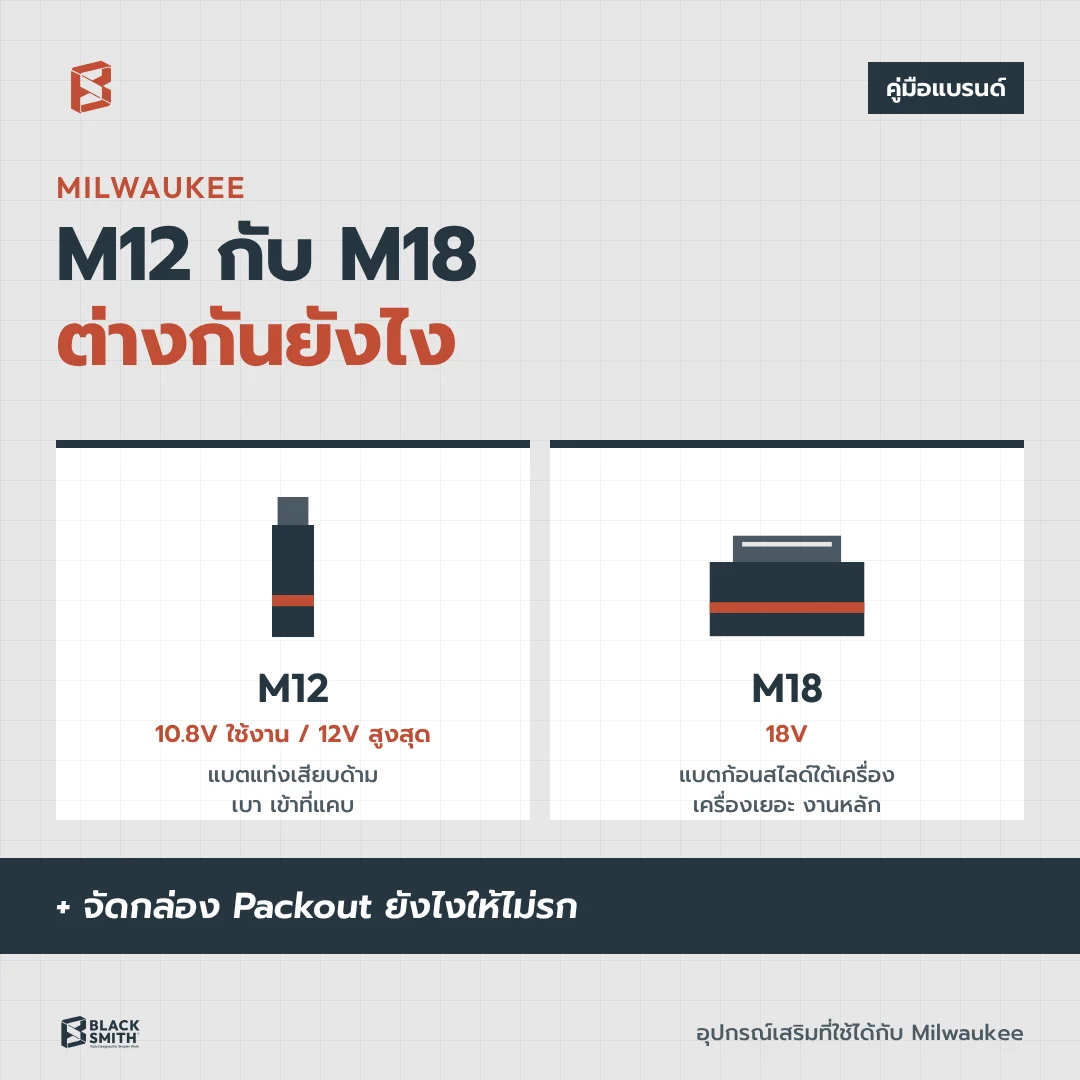 คู่มือแบรนด์
MILWAUKEE
M12 กับ M18
ต่างกันยังไง
M12
10.8V ใช้งาน / 12V สูงสุด
แบตแท่งเสียบด้าม
เบา เข้าที่แคบ
M18
18V
แบตก้อนสไลด์ใต้เครื่อง
เครื่องเยอะ งานหลัก
+ จัดกล่อง Packout ยังไงให้ไม่รก
BLACK
SMITH
อุปกรณ์เสริมที่ใช้ได้กับ Milwaukee